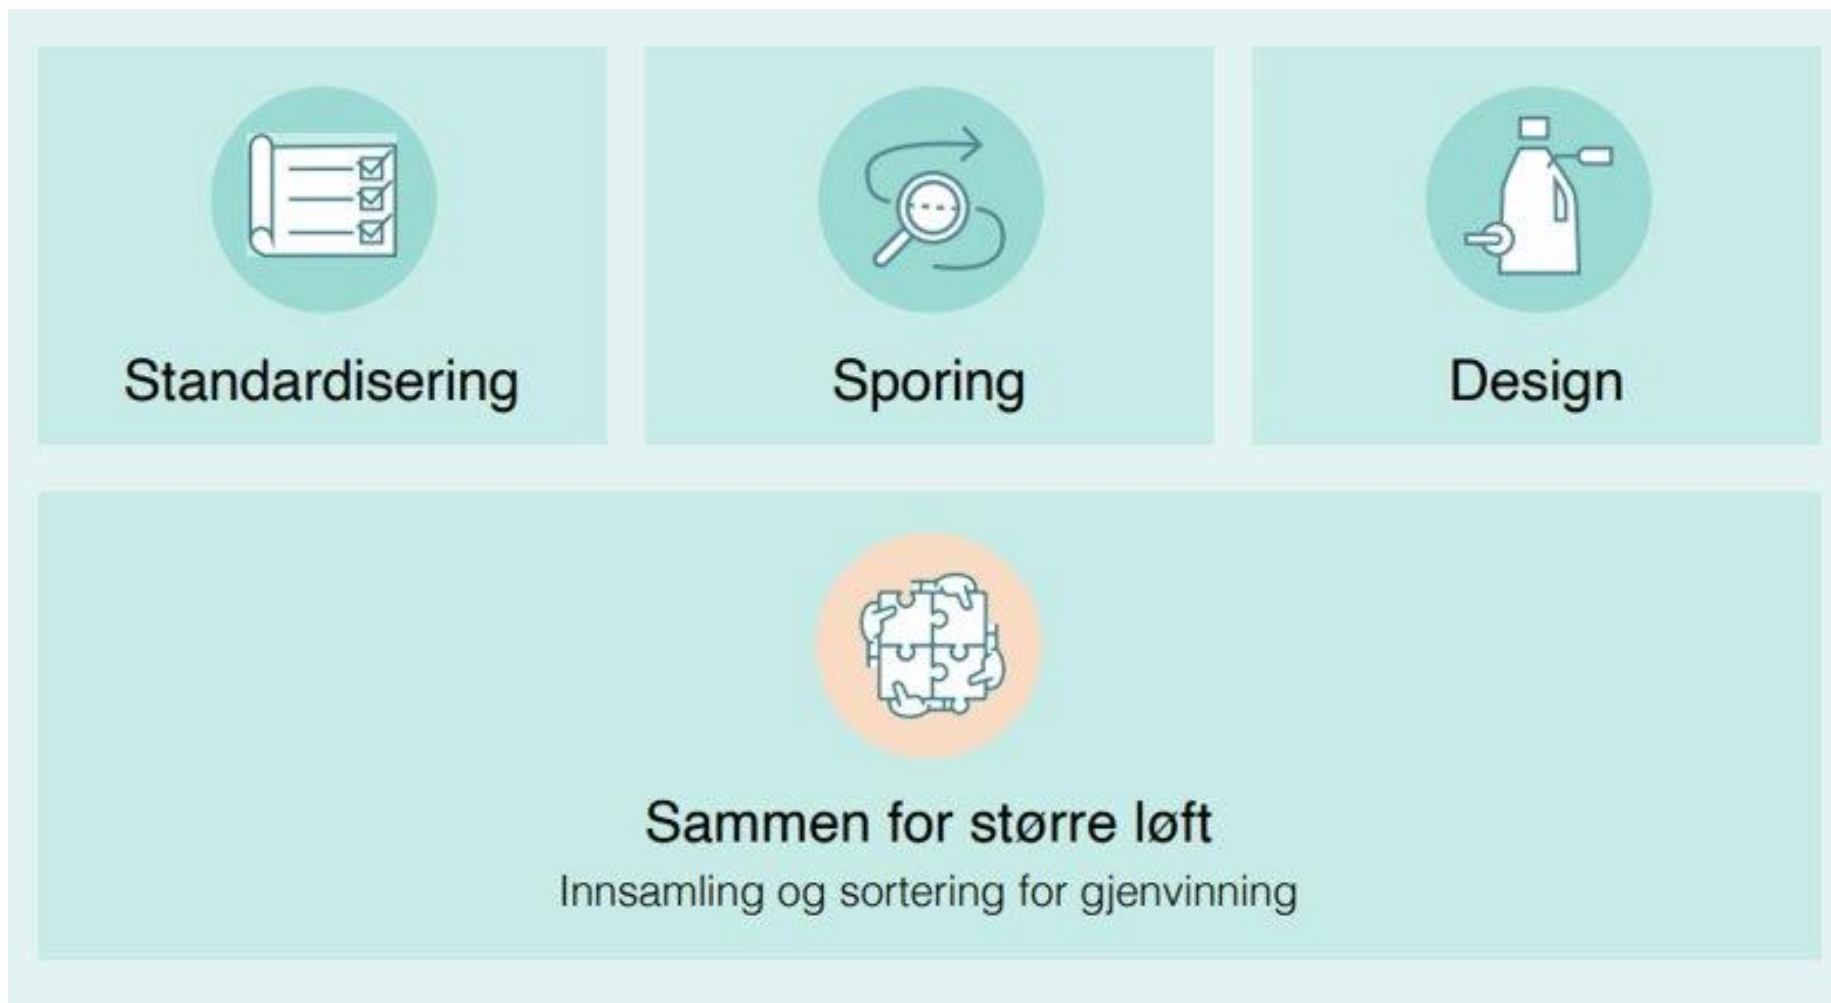 Standardisering
Sporing
Design
Sammen for større løft
Innsamling og sortering for gjenvinning